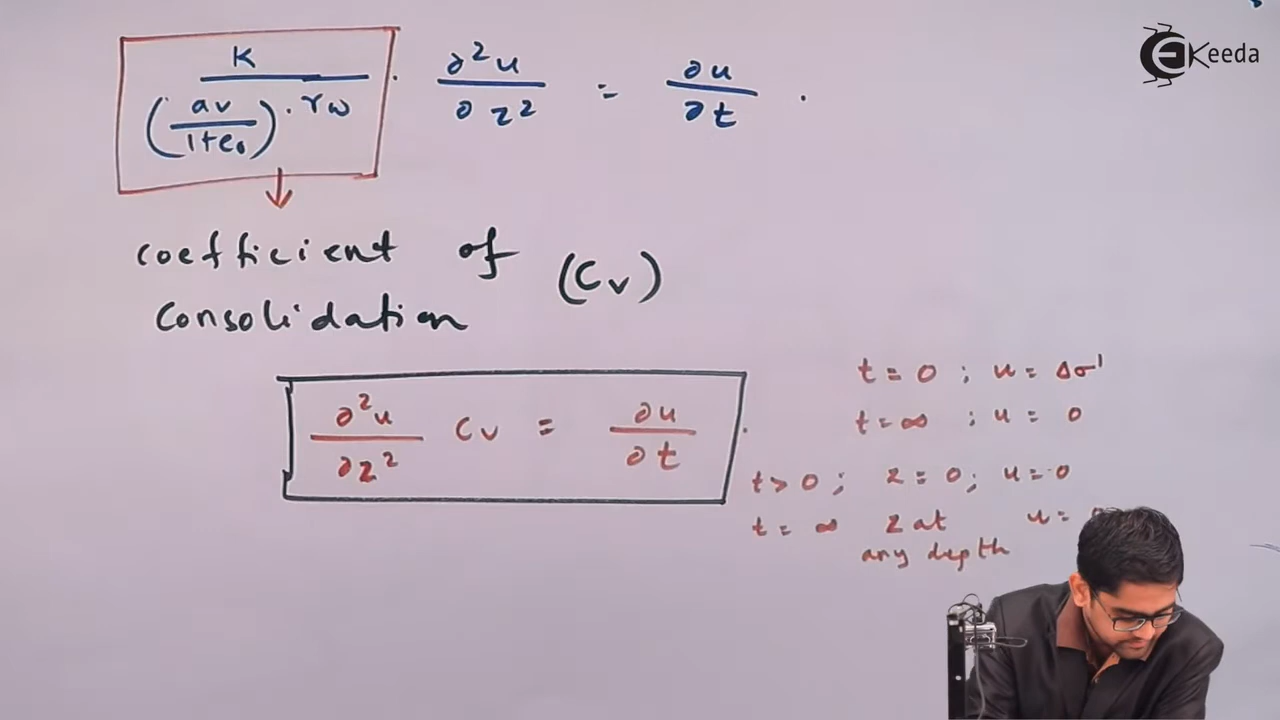 Ekeeda
K / (av / 1+e₀) · γw · ∂²u / ∂z² = ∂u / ∂t .
coefficient of
consolidation (Cv)
∂²u / ∂z² Cv = ∂u / ∂t .
t = 0 ; u = Δσ'
t = ∞ ; u = 0
t > 0 ; z = 0 ; u = 0
t = ∞ z at u =
any depth